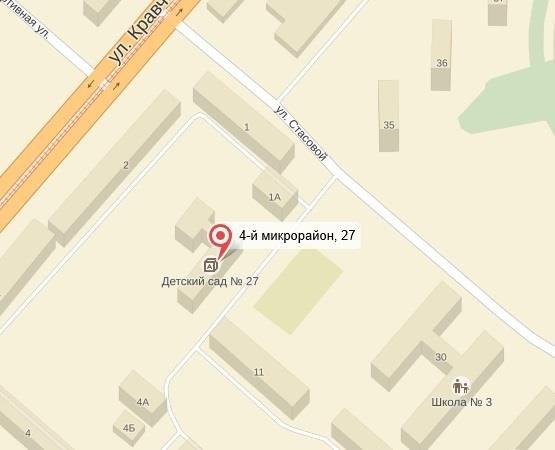 ортивная ул.
ул. Кравч
36
35
ул. Стасовой
1
2
1А
4-й микрорайон, 27
Детский сад № 27
11
30
Школа № 3
4А
4Б
4